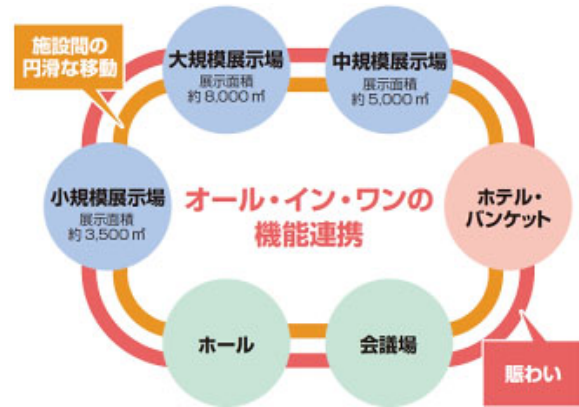 施設間の
円滑な移動
大規模展示場
展示面積
約8,000㎡
中規模展示場
展示面積
約5,000㎡
小規模展示場
展示面積
約3,500㎡
オール・イン・ワンの
機能連携
ホテル・
バンケット
ホール
会議場
賑わい